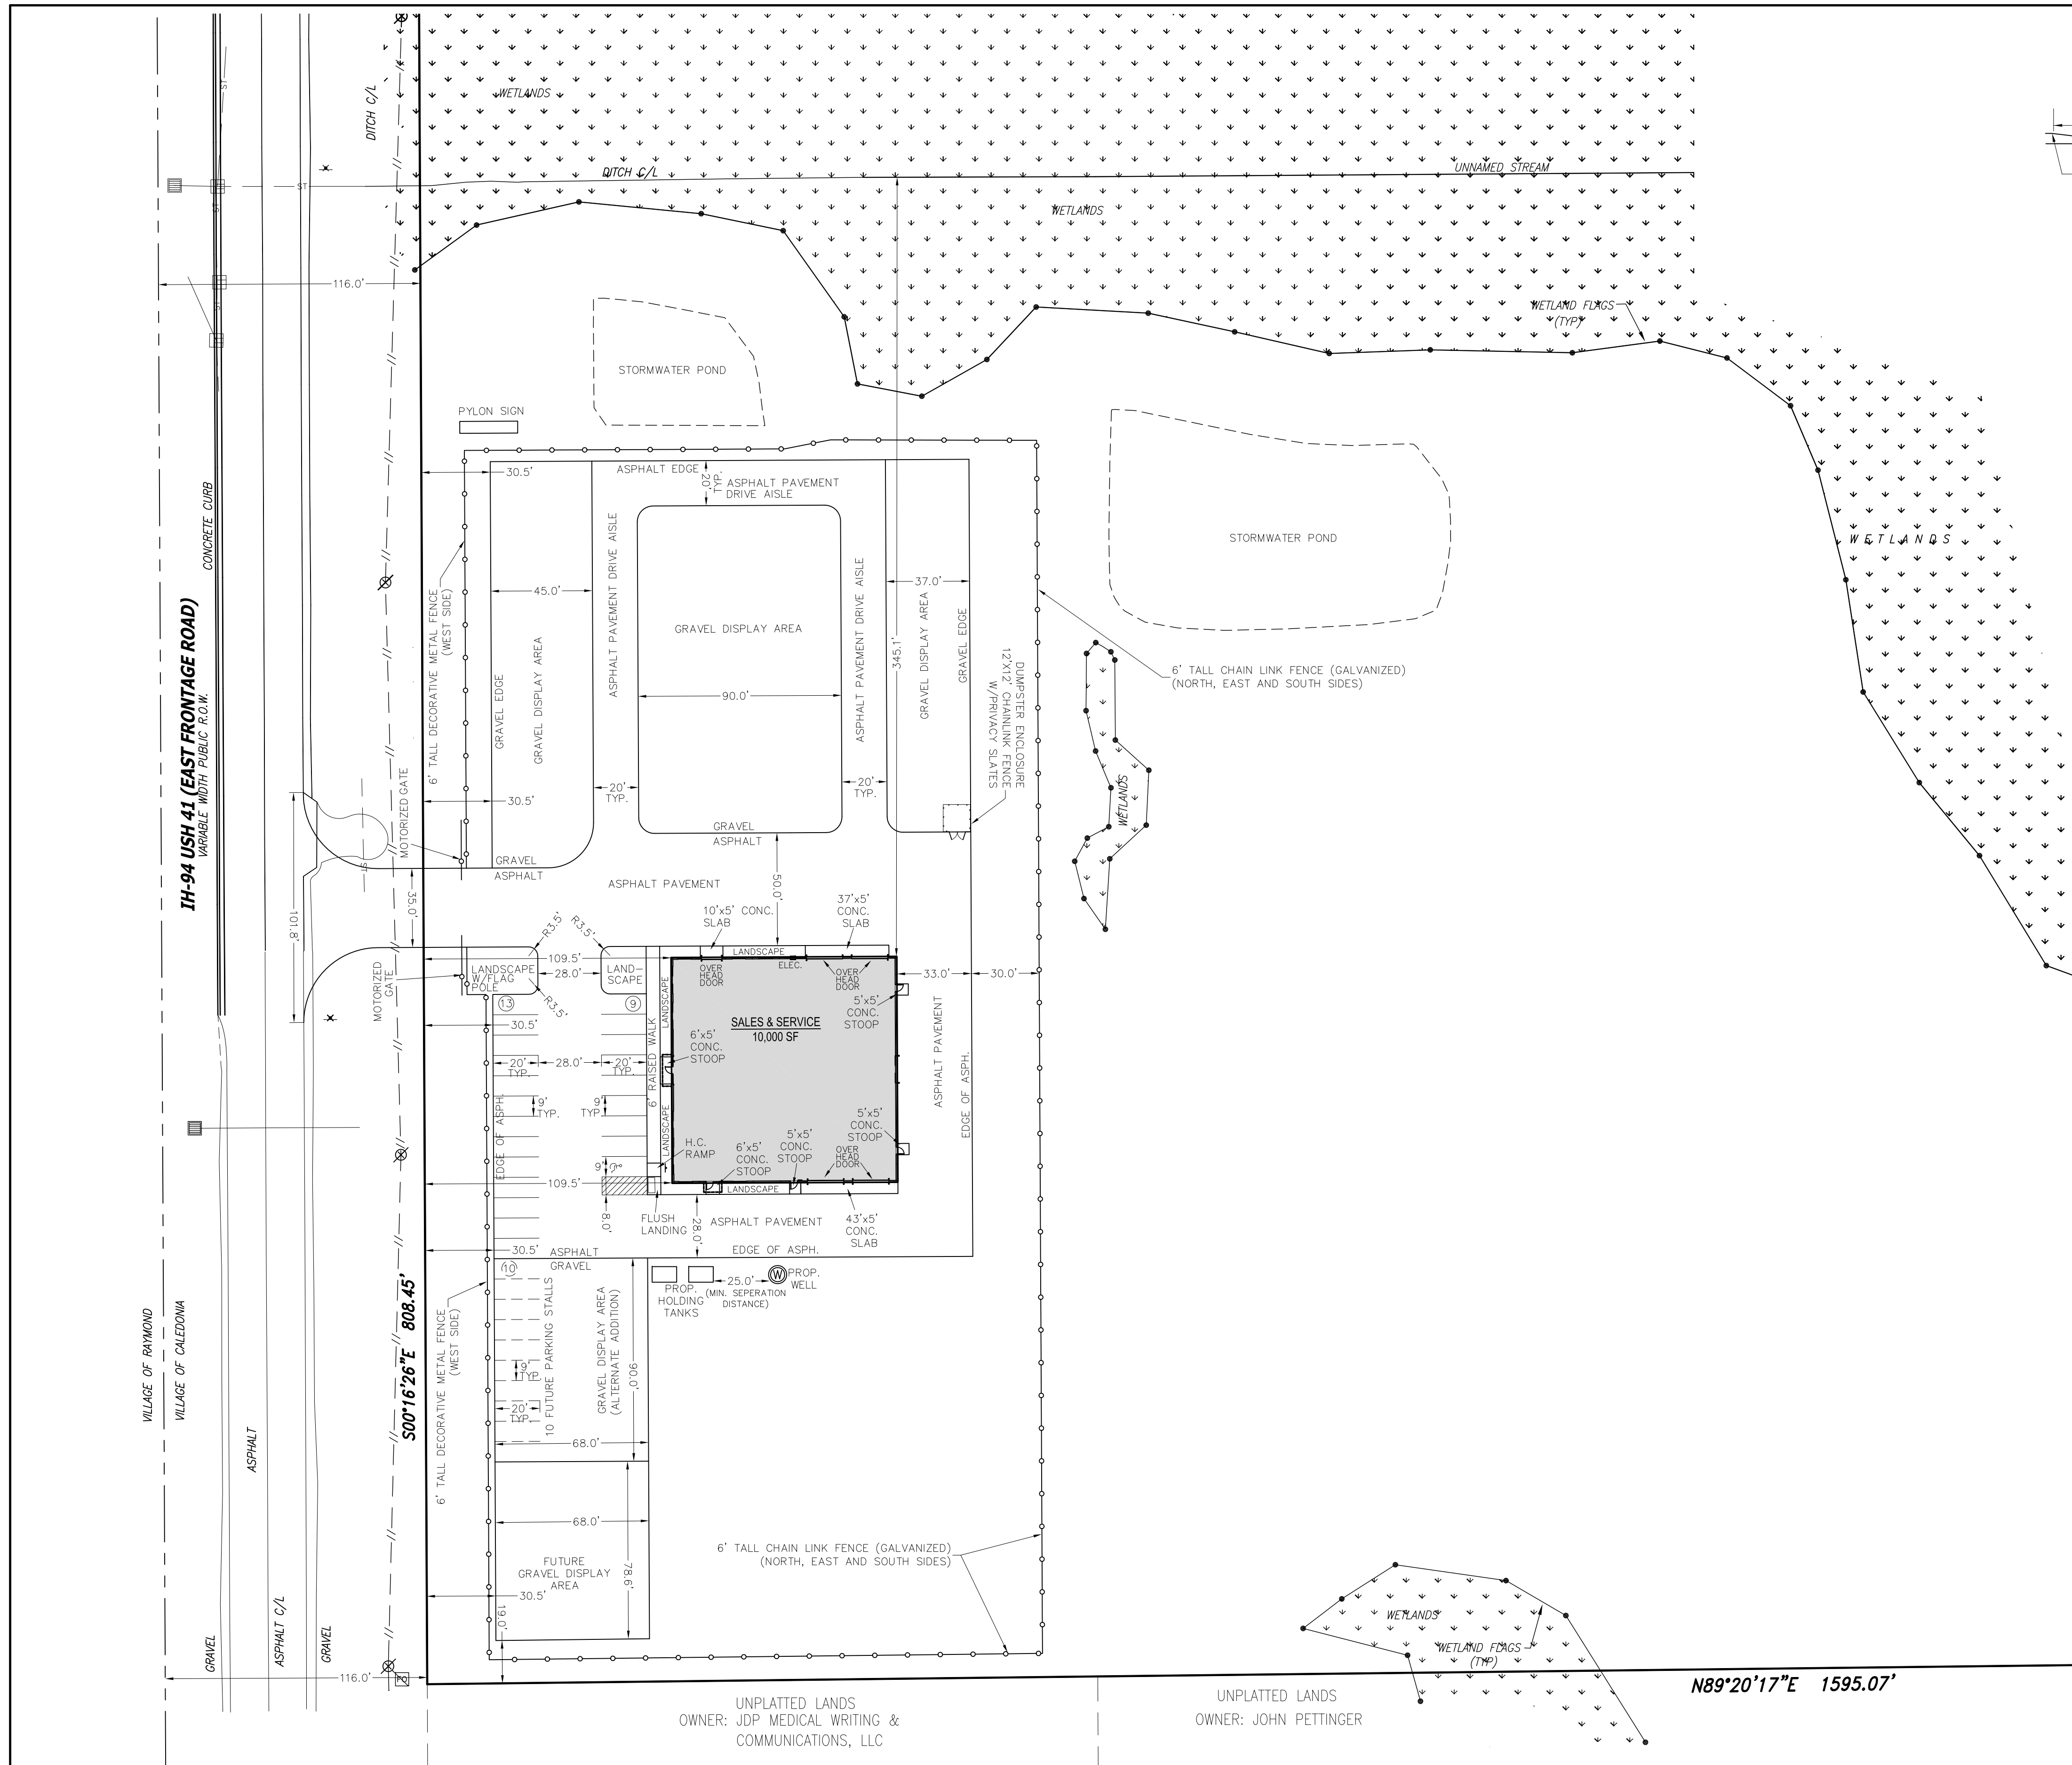 WETLANDS
DITCH C/L
DITCH C/L
UNNAMED STREAM
WETLANDS
ST
ST
ST
ST
116.0'
WETLAND FLAGS
(TYP)
STORMWATER POND
PYLON SIGN
30.5'
ASPHALT EDGE
20'
TYP.
ASPHALT PAVEMENT
DRIVE AISLE
CONCRETE CURB
IH-94 USH 41 (EAST FRONTAGE ROAD)
VARIABLE WIDTH PUBLIC R.O.W.
6' TALL DECORATIVE METAL FENCE
(WEST SIDE)
GRAVEL EDGE
45.0'
GRAVEL DISPLAY AREA
ASPHALT PAVEMENT DRIVE AISLE
GRAVEL DISPLAY AREA
90.0'
ASPHALT PAVEMENT DRIVE AISLE
345.1'
37.0'
GRAVEL DISPLAY AREA
GRAVEL EDGE
STORMWATER POND
WETLANDS
DUMPSTER ENCLOSURE
12'X12' CHAINLINK FENCE
W/PRIVACY SLATES
6' TALL CHAIN LINK FENCE (GALVANIZED)
(NORTH, EAST AND SOUTH SIDES)
WETLANDS
MOTORIZED GATE
30.5'
20'
TYP.
20'
TYP.
GRAVEL
ASPHALT
GRAVEL
ASPHALT
ST
101.8'
35.0'
ASPHALT PAVEMENT
50.0'
10'x5' CONC.
SLAB
37'x5'
CONC.
SLAB
R3.5'
R3.5'
109.5'
LANDSCAPE
LANDSCAPE
W/FLAG
POLE
28.0'
LAND-
SCAPE
OVER
HEAD
DOOR
ELEC.
OVER
HEAD
DOOR
33.0'
30.0'
MOTORIZED
GATE
13
R3.5'
9
LANDSCAPE
5'x5'
CONC.
STOOP
30.5'
SALES & SERVICE
10,000 SF
6'x5'
CONC.
STOOP
20'
TYP.
28.0'
20'
TYP.
6' RAISED WALK
ASPHALT PAVEMENT
EDGE OF ASPH.
9'
TYP.
9'
TYP.
EDGE OF ASPH.
LANDSCAPE
5'x5'
CONC.
STOOP
H.C.
RAMP
6'x5'
CONC.
STOOP
5'x5'
CONC.
STOOP
OVER
HEAD
DOOR
9'
109.5'
LANDSCAPE
8.0'
FLUSH
LANDING
28.0'
ASPHALT PAVEMENT
43'x5'
CONC.
SLAB
30.5'
ASPHALT
EDGE OF ASPH.
10
GRAVEL
PROP.
HOLDING
TANKS
25.0'
(MIN. SEPERATION
DISTANCE)
W
PROP.
WELL
VILLAGE OF RAYMOND
VILLAGE OF CALEDONIA
S00°16'26"E 808.45'
6' TALL DECORATIVE METAL FENCE
(WEST SIDE)
10 FUTURE PARKING STALLS
GRAVEL DISPLAY AREA
(ALTERNATE ADDITION)
90.0'
9'
TYP.
20'
TYP.
68.0'
ASPHALT
68.0'
78.6'
FUTURE
GRAVEL DISPLAY
AREA
30.5'
19.0'
6' TALL CHAIN LINK FENCE (GALVANIZED)
(NORTH, EAST AND SOUTH SIDES)
WETLANDS
WETLAND FLAGS
(TYP)
GRAVEL
ASPHALT C/L
GRAVEL
116.0'
N89°20'17"E 1595.07'
UNPLATTED LANDS
OWNER: JDP MEDICAL WRITING &
COMMUNICATIONS, LLC
UNPLATTED LANDS
OWNER: JOHN PETTINGER